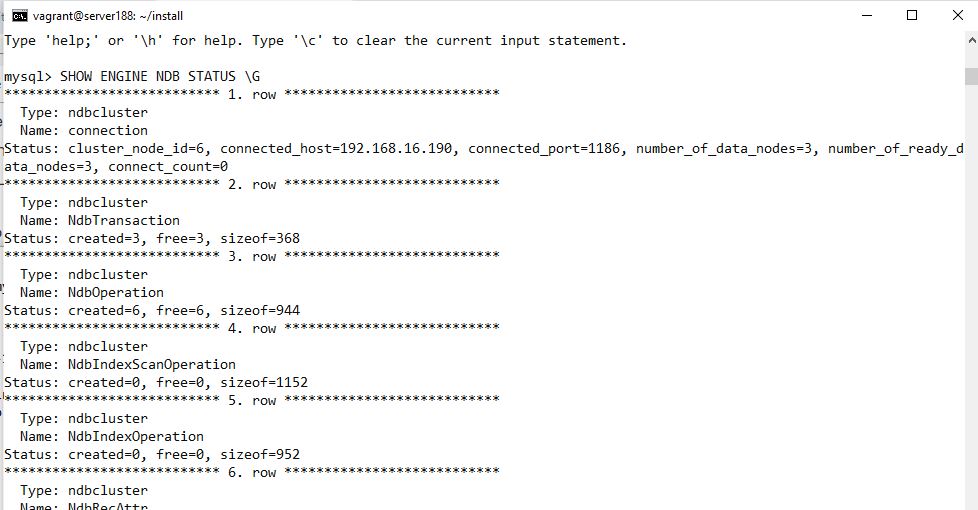 vagrant@server188: ~/install
Type 'help;' or '\h' for help. Type '\c' to clear the current input statement.
mysql> SHOW ENGINE NDB STATUS \G
*************************** 1. row ***************************
Type: ndbcluster
Name: connection
Status: cluster_node_id=6, connected_host=192.168.16.190, connected_port=1186, number_of_data_nodes=3, number_of_ready_d
ata_nodes=3, connect_count=0
*************************** 2. row ***************************
Type: ndbcluster
Name: NdbTransaction
Status: created=3, free=3, sizeof=368
*************************** 3. row ***************************
Type: ndbcluster
Name: NdbOperation
Status: created=6, free=6, sizeof=944
*************************** 4. row ***************************
Type: ndbcluster
Name: NdbIndexScanOperation
Status: created=0, free=0, sizeof=1152
*************************** 5. row ***************************
Type: ndbcluster
Name: NdbIndexOperation
Status: created=0, free=0, sizeof=952
*************************** 6. row ***************************
Type: ndbcluster
Name: NdbRecAttr